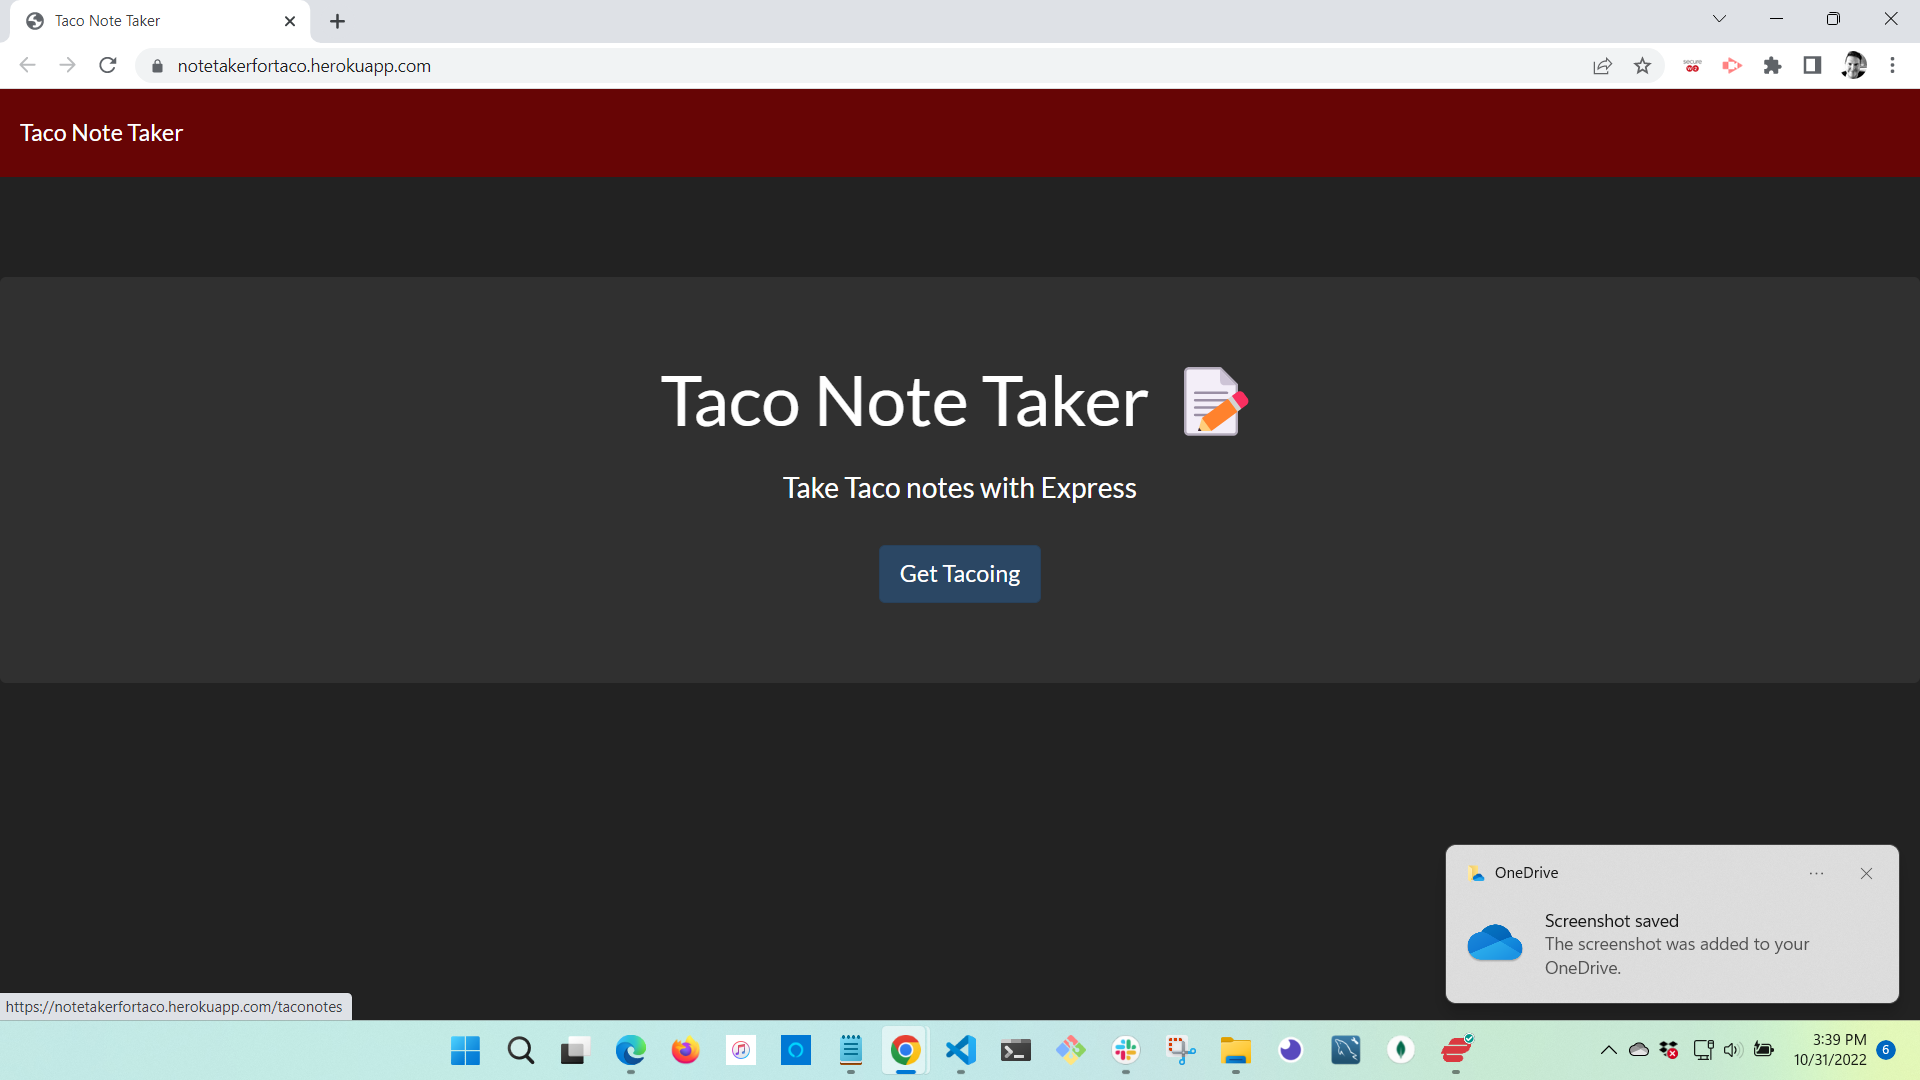 Taco Note Taker
notetakerfortaco.herokuapp.com
Taco Note Taker
Taco Note Taker
Take Taco notes with Express
Get Tacoing
OneDrive
Screenshot saved
The screenshot was added to your
OneDrive.
https://notetakerfortaco.herokuapp.com/taconotes
3:39 PM
10/31/2022
6